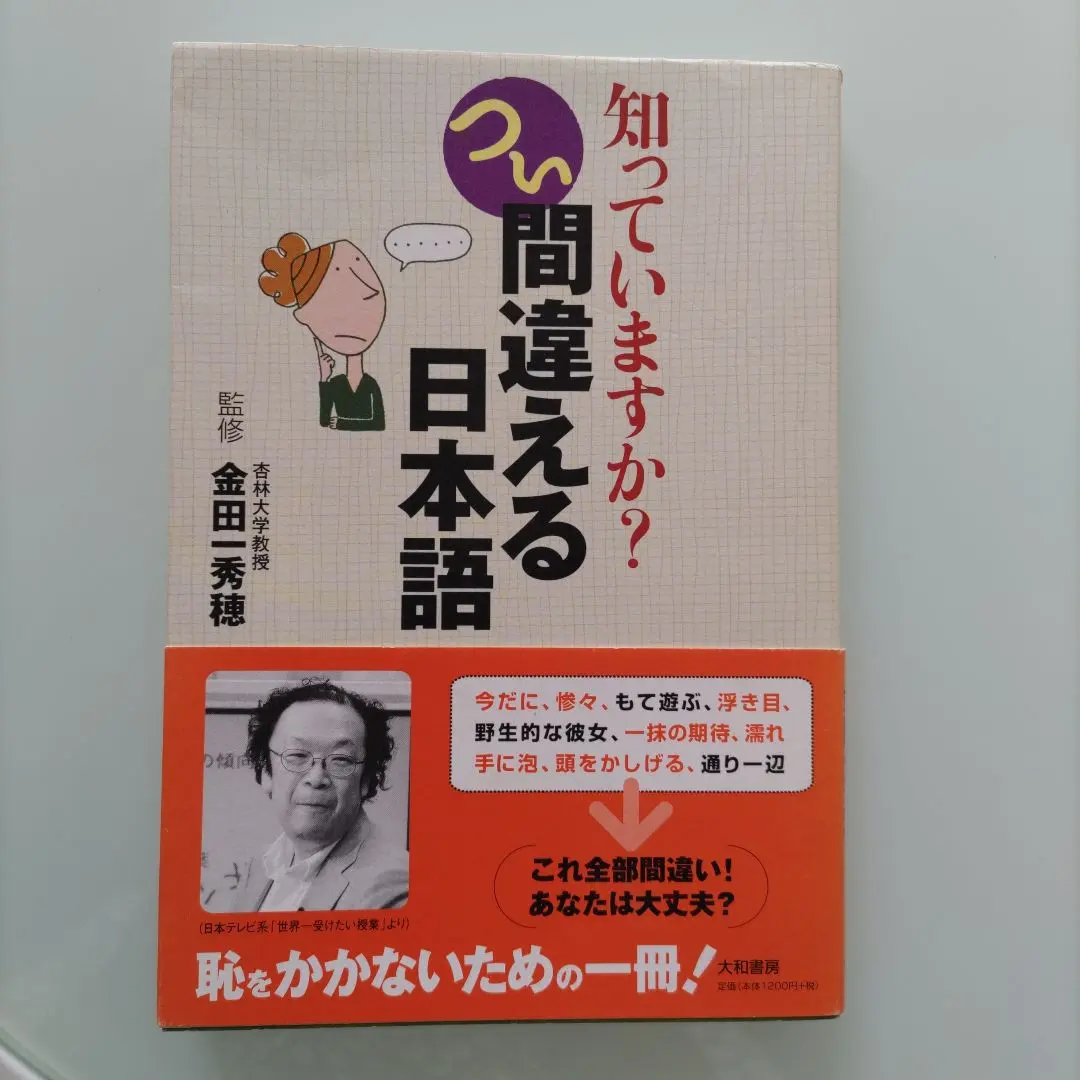 知っていますか?
つい
間違える
日本語
……
監修
杏林大学教授
金田一秀穂
今だに、惨々、もて遊ぶ、浮き目、
野生的な彼女、一抹の期待、濡れ
手に泡、頭をかしげる、通り一辺
これ全部間違い!
あなたは大丈夫?
(日本テレビ系「世界一受けたい授業」より)
恥をかかないための一冊!
大和書房
定価(本体1200円+税)